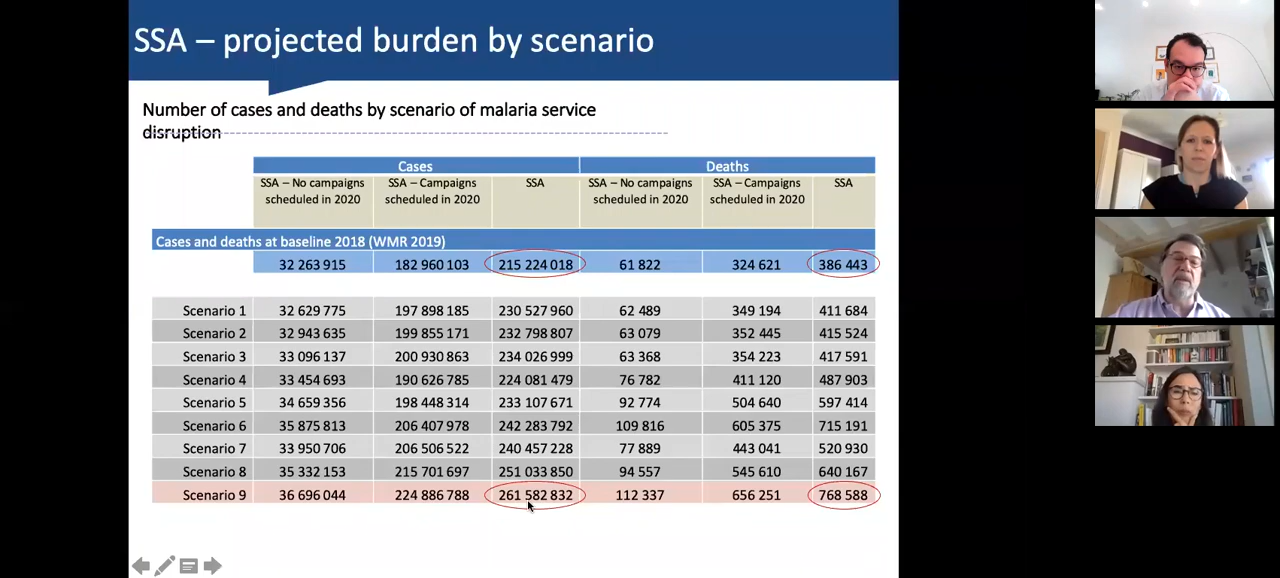 SSA – projected burden by scenario
Number of cases and deaths by scenario of malaria service
disruption
Cases Deaths
SSA – No campaigns scheduled in 2020 SSA – Campaigns scheduled in 2020 SSA SSA – No campaigns scheduled in 2020 SSA – Campaigns scheduled in 2020 SSA
Cases and deaths at baseline 2018 (WMR 2019)
32 263 915 182 960 103 215 224 018 61 822 324 621 386 443
Scenario 1 32 629 775 197 898 185 230 527 960 62 489 349 194 411 684
Scenario 2 32 943 635 199 855 171 232 798 807 63 079 352 445 415 524
Scenario 3 33 096 137 200 930 863 234 026 999 63 368 354 223 417 591
Scenario 4 33 454 693 190 626 785 224 081 479 76 782 411 120 487 903
Scenario 5 34 659 356 198 448 314 233 107 671 92 774 504 640 597 414
Scenario 6 35 875 813 206 407 978 242 283 792 109 816 605 375 715 191
Scenario 7 33 950 706 206 506 522 240 457 228 77 889 443 041 520 930
Scenario 8 35 332 153 215 701 697 251 033 850 94 557 545 610 640 167
Scenario 9 36 696 044 224 886 788 261 582 832 112 337 656 251 768 588